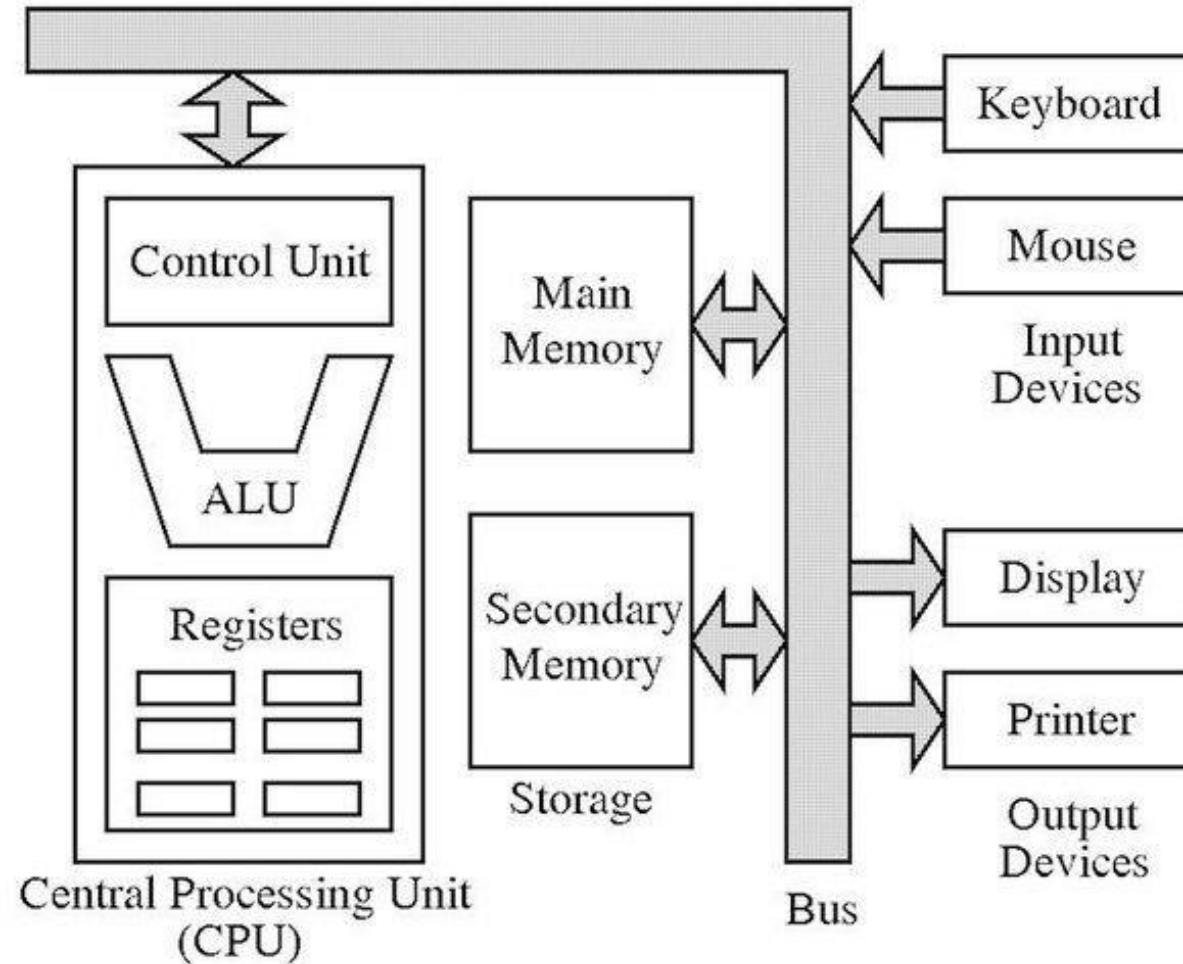 Keyboard
Control Unit
Mouse
Main
Memory
Input
Devices
ALU
Display
Registers
Secondary
Memory
Printer
Storage
Output
Devices
Central Processing Unit
(CPU)
Bus